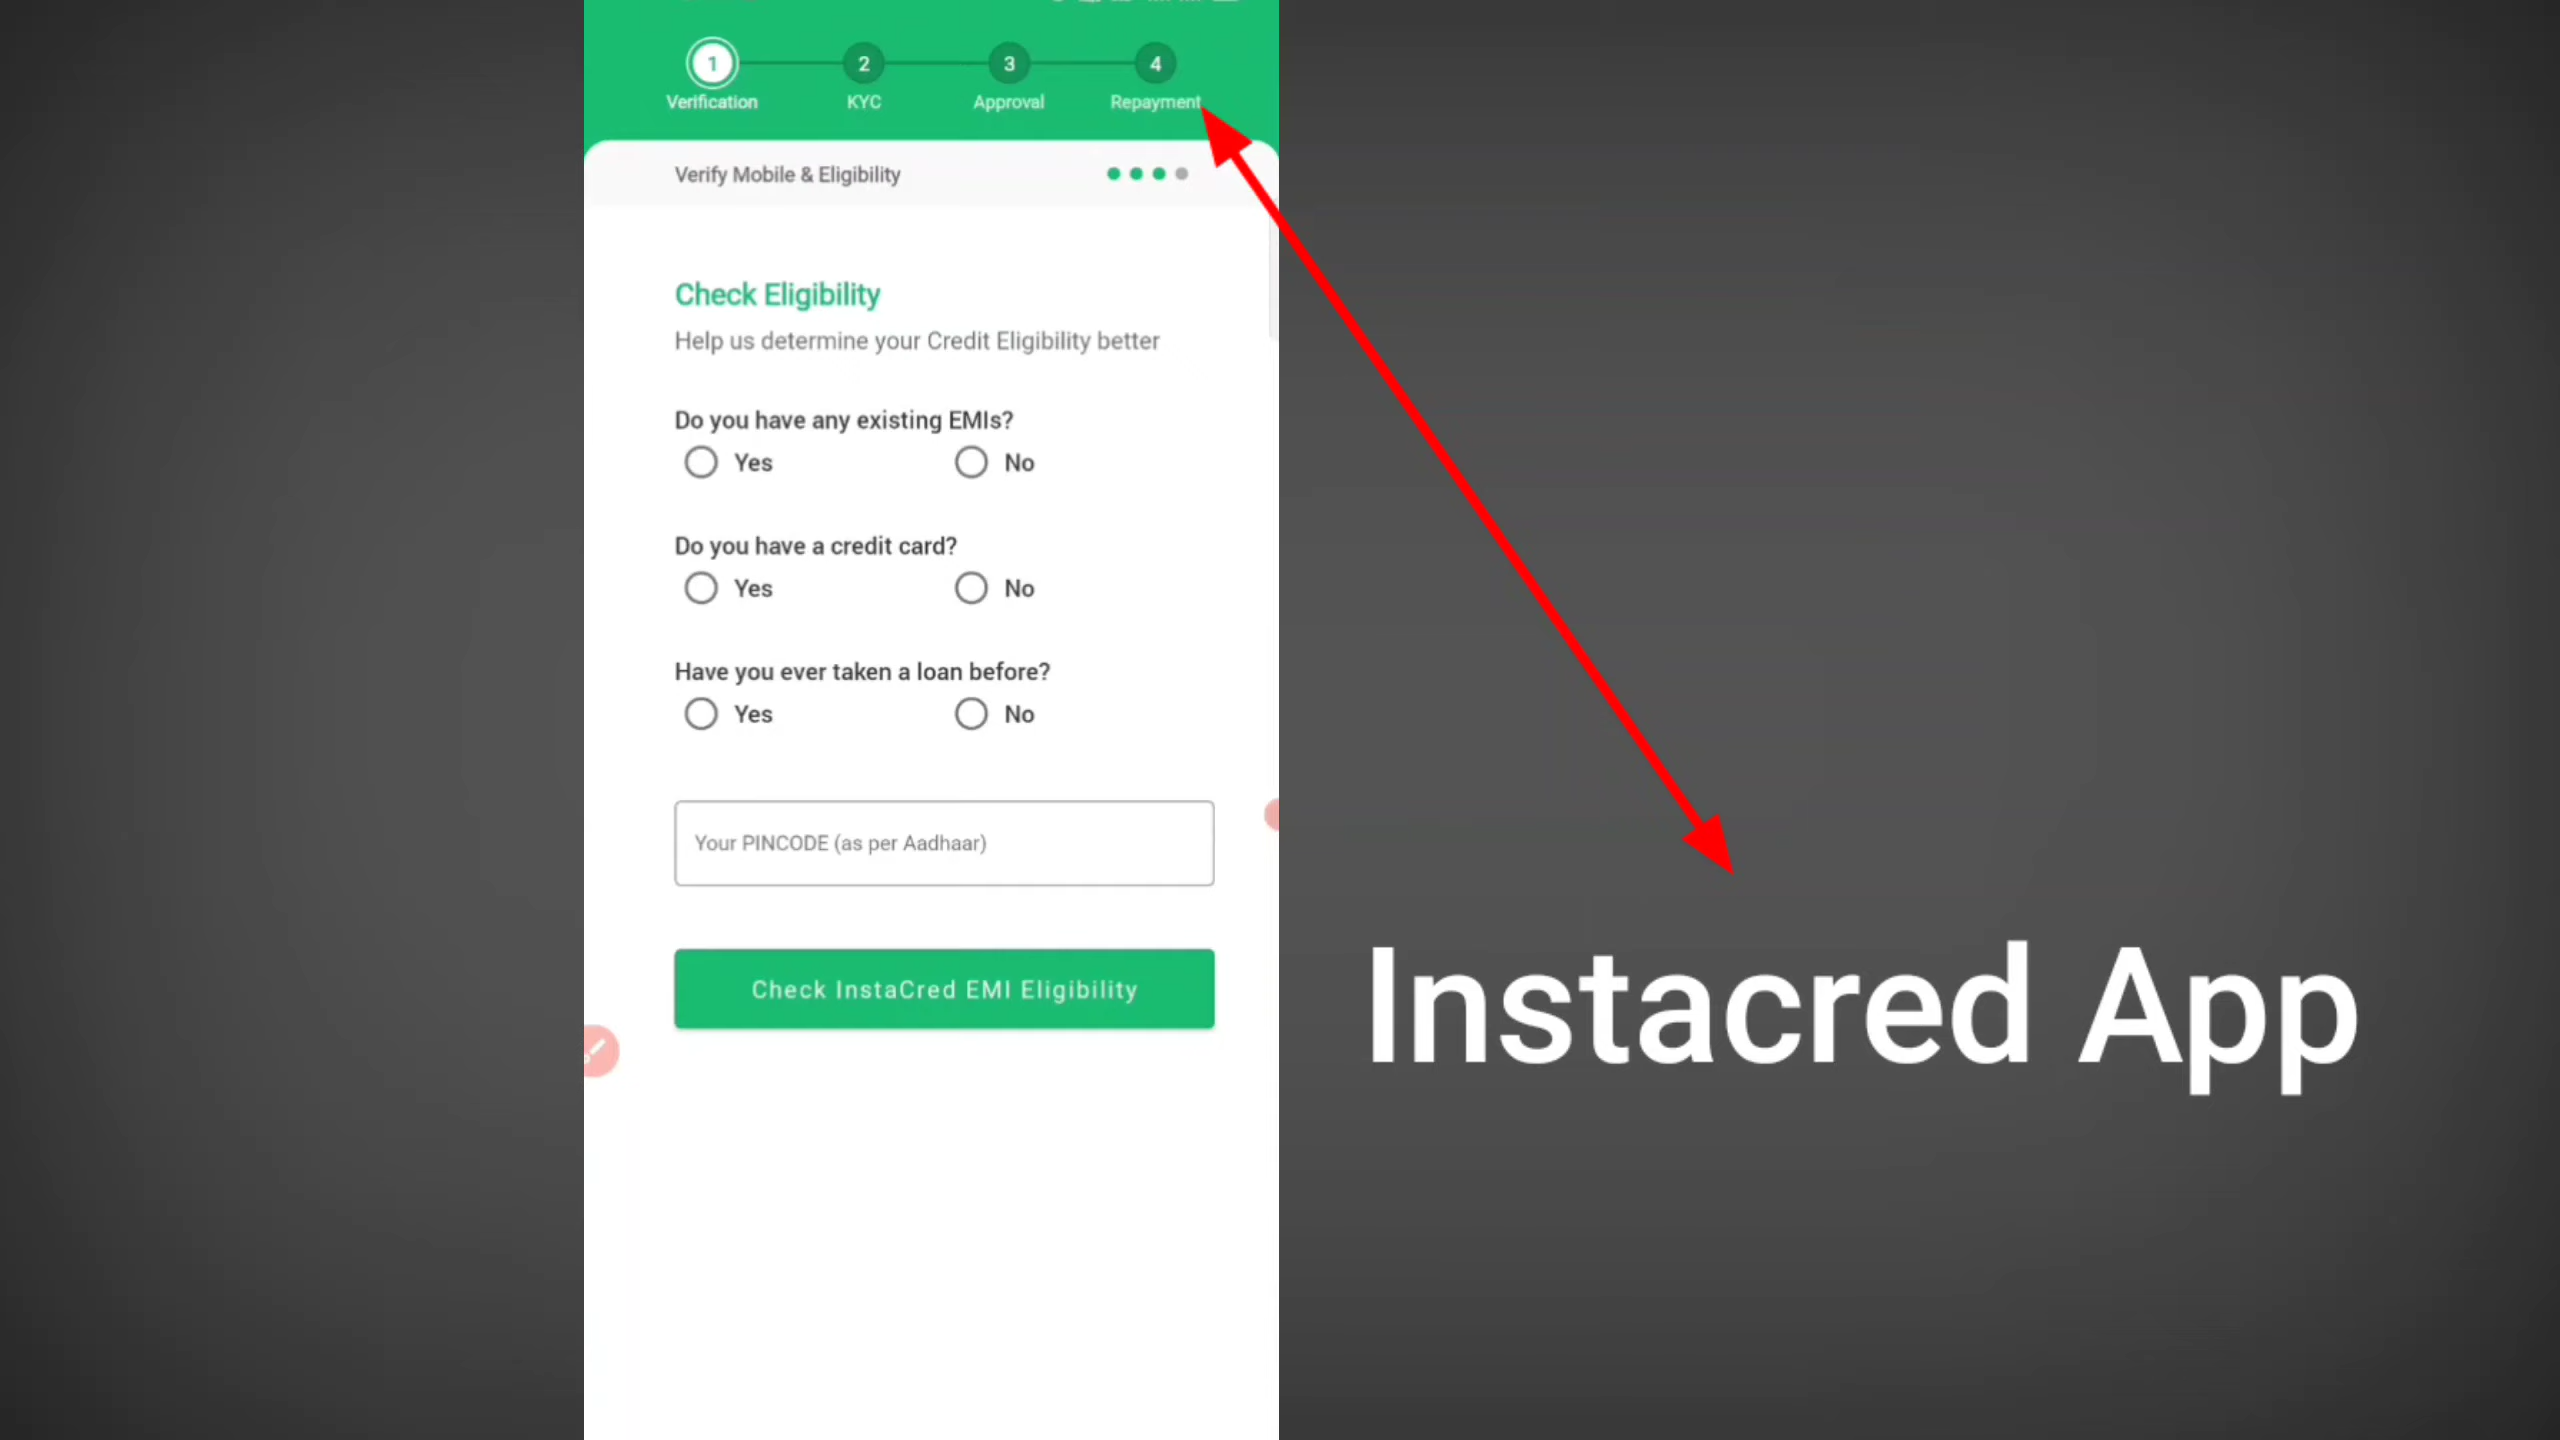 1 2 3 4
Verification KYC Approval Repayment
Verify Mobile & Eligibility
Check Eligibility
Help us determine your Credit Eligibility better
Do you have any existing EMIs?
Yes No
Do you have a credit card?
Yes No
Have you ever taken a loan before?
Yes No
Your PINCODE (as per Aadhaar)
Check InstaCred EMI Eligibility
Instacred App